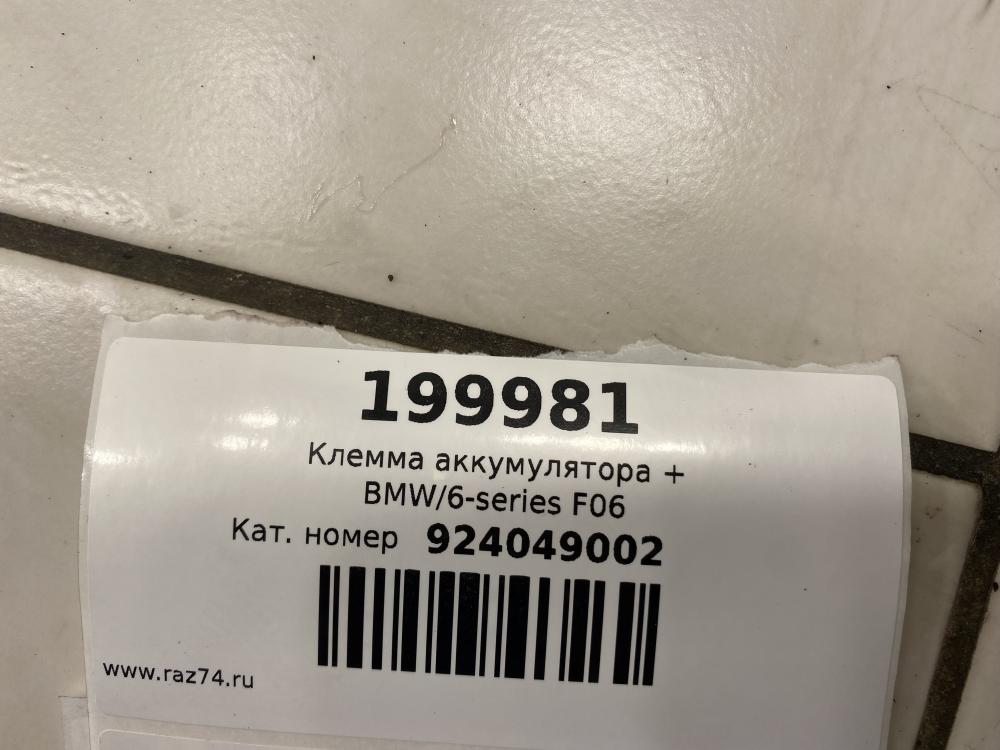 199981
Клемма аккумулятора +
BMW/6-series F06
Кат. номер 924049002
www.raz74.ru